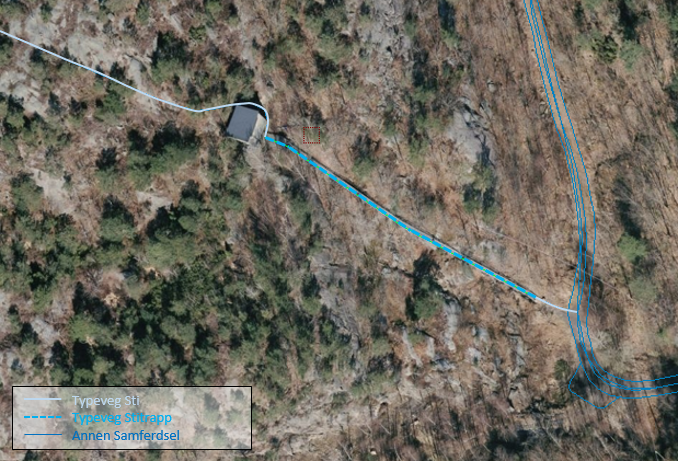 Typeveg Sti
Typeveg Stitrapp
Annen Samferdsel